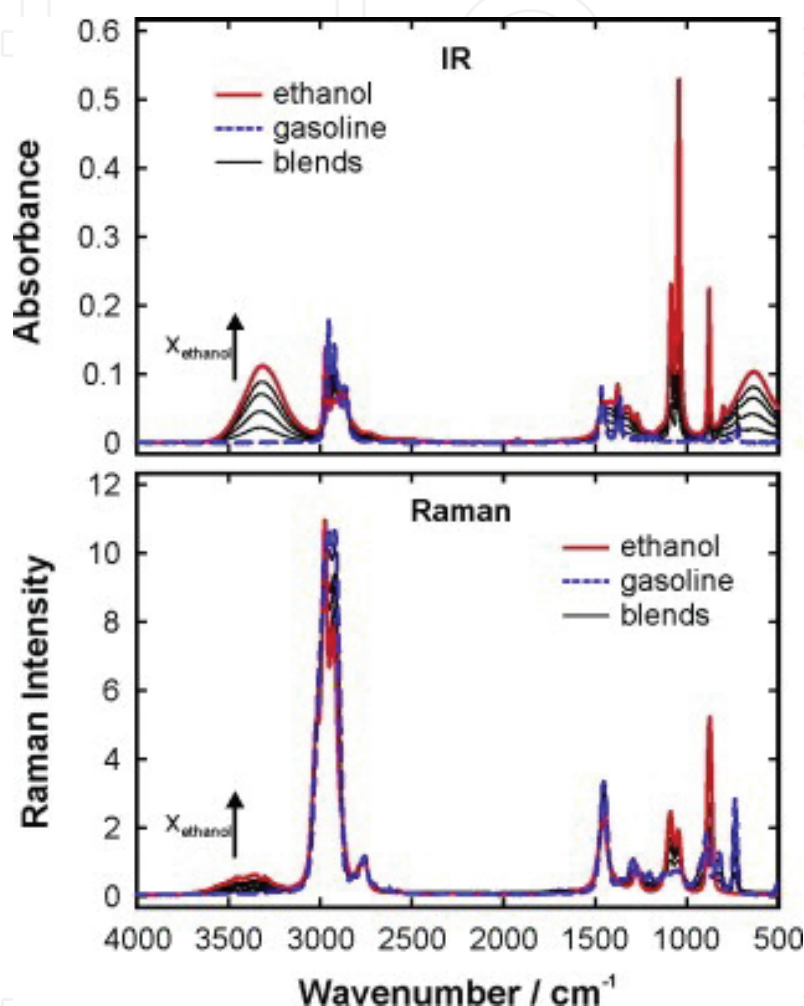 IR
ethanol
gasoline
blends
Absorbance
0.6
0.5
0.4
0.3
0.2
0.1
0
Xethanol
Raman
ethanol
gasoline
blends
Raman Intensity
12
10
8
6
4
2
0
Xethanol
4000 3500 3000 2500 2000 1500 1000 500
Wavenumber / cm⁻¹